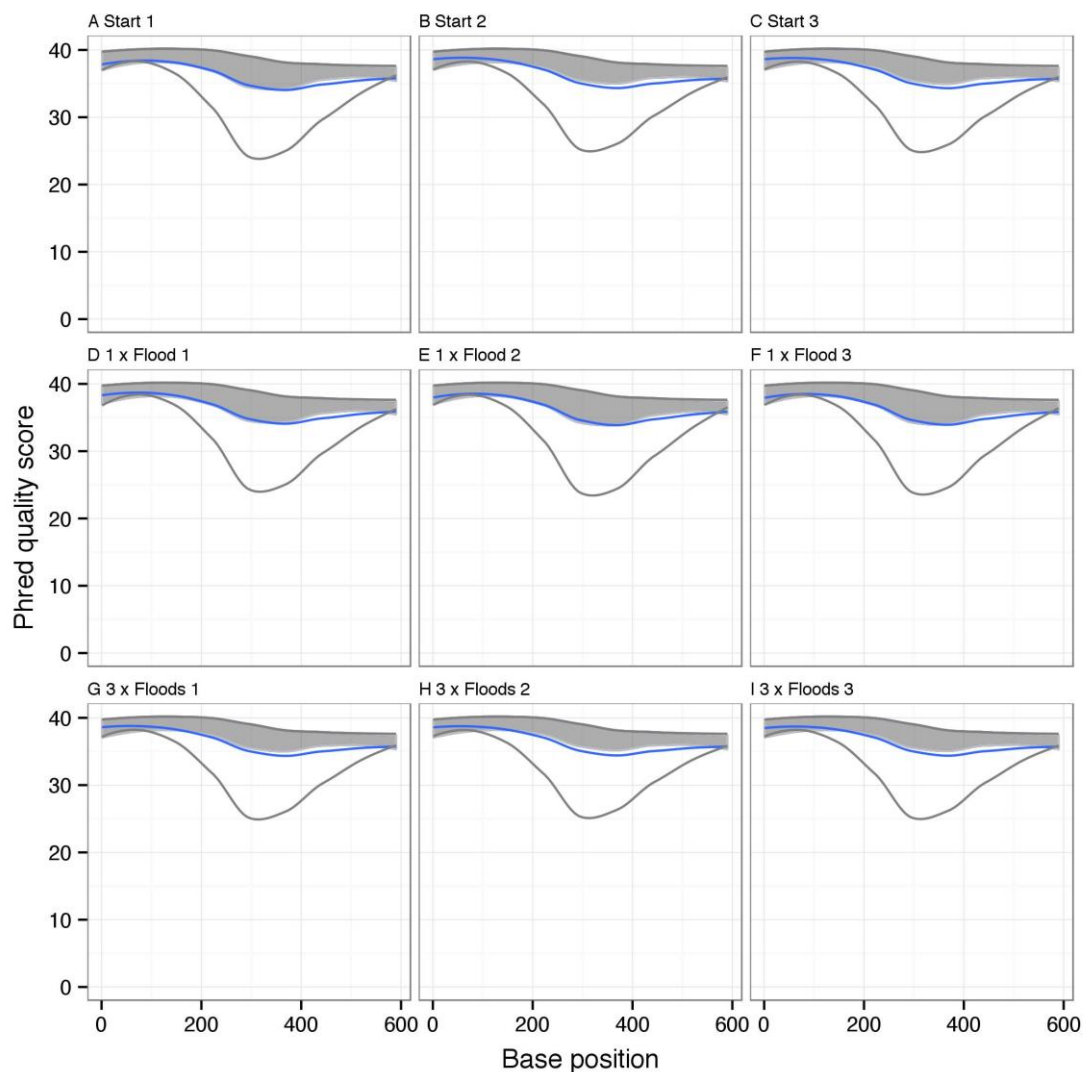 A Start 1
B Start 2
C Start 3
40
30
20
10
0
D 1 x Flood 1
E 1 x Flood 2
F 1 x Flood 3
40
30
20
10
0
Phred quality score
G 3 x Floods 1
H 3 x Floods 2
I 3 x Floods 3
40
30
20
10
0
0 200 400 600 0 200 400 600 0 200 400 600
Base position